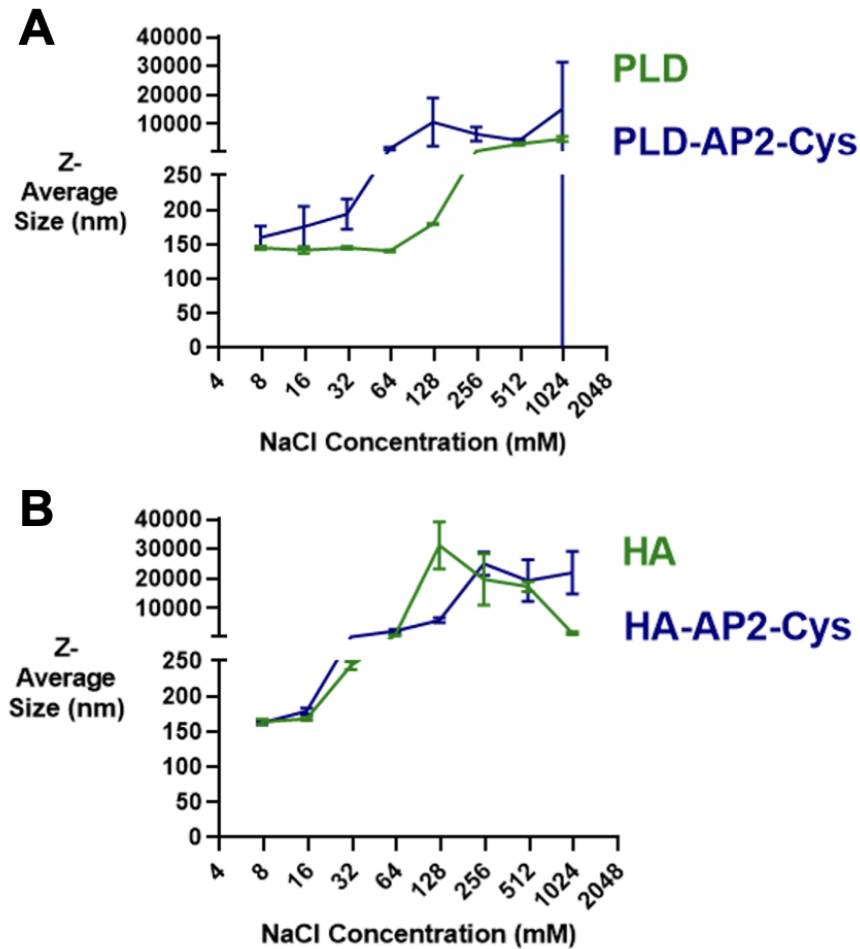 A
40000
30000
20000
10000
250
200
150
100
50
0
Z-
Average
Size (nm)
4 8 16 32 64 128 256 512 1024 2048
NaCl Concentration (mM)
PLD
PLD-AP2-Cys
B
40000
30000
20000
10000
250
200
150
100
50
0
Z-
Average
Size (nm)
4 8 16 32 64 128 256 512 1024 2048
NaCl Concentration (mM)
HA
HA-AP2-Cys